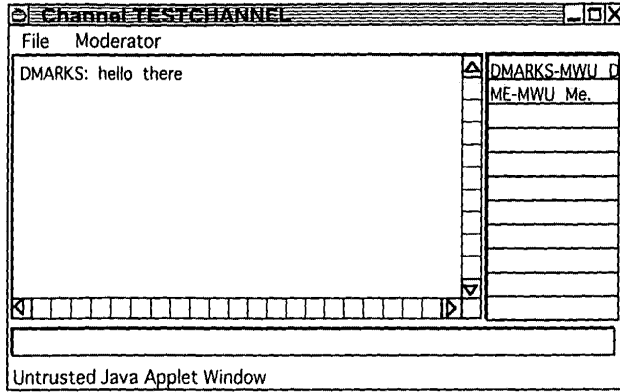 Channel TESTCHANNEL
File Moderator
DMARKS: hello there
DMARKS-MWU D
ME-MWU Me.
Untrusted Java Applet Window